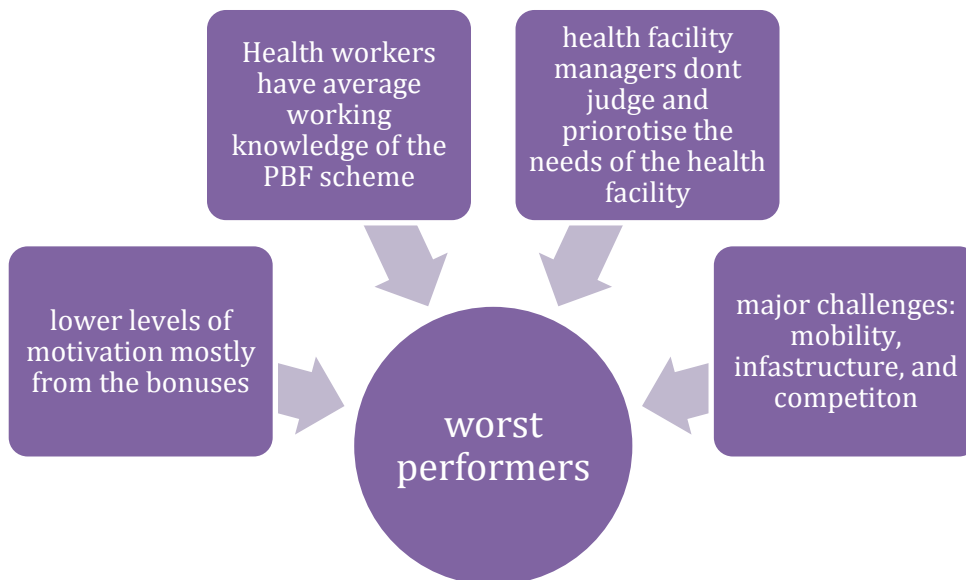 Health workers
have average
working
knowledge of the
PBF scheme
health facility
managers dont
judge and
priorotise the
needs of the health
facility
lower levels of
motivation mostly
from the bonuses
major challenges:
mobility,
infastructure, and
competiton
worst
performers